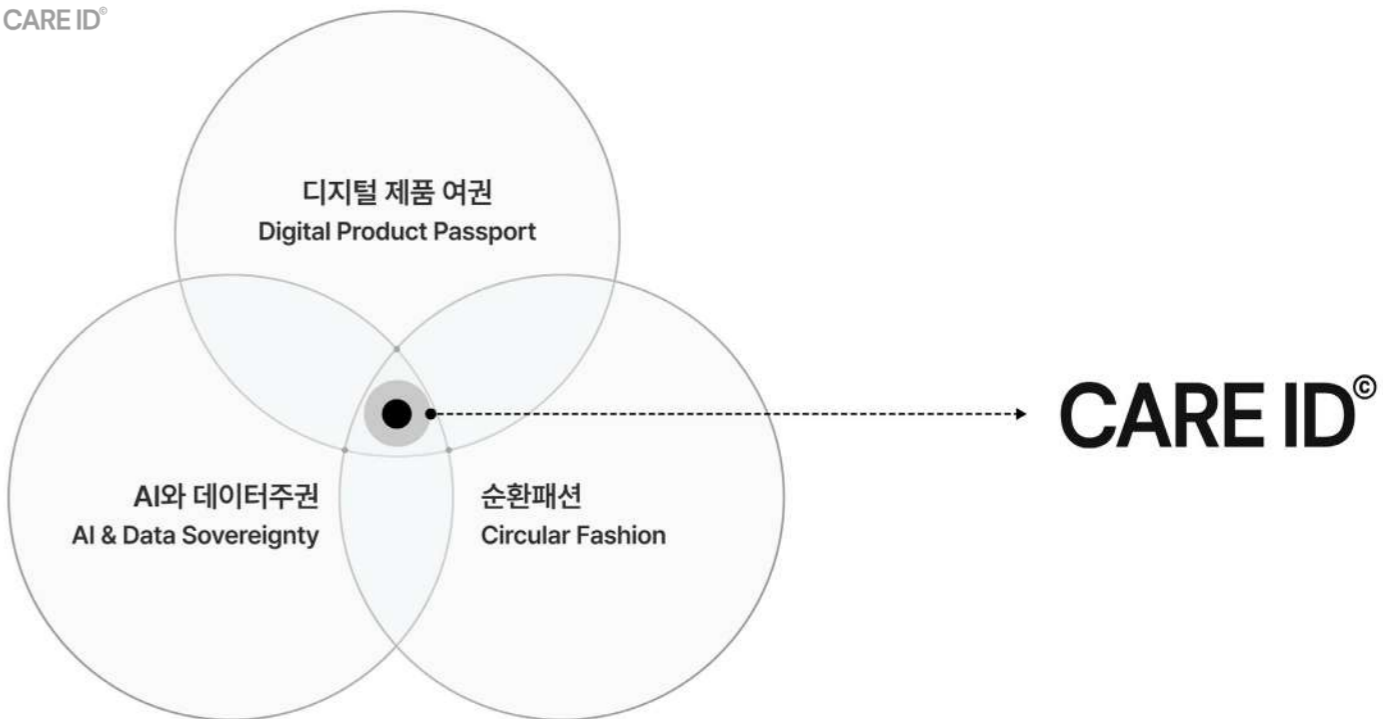 CARE ID©
디지털 제품 여권
Digital Product Passport
AI와 데이터주권
AI & Data Sovereignty
순환패션
Circular Fashion
CARE ID©